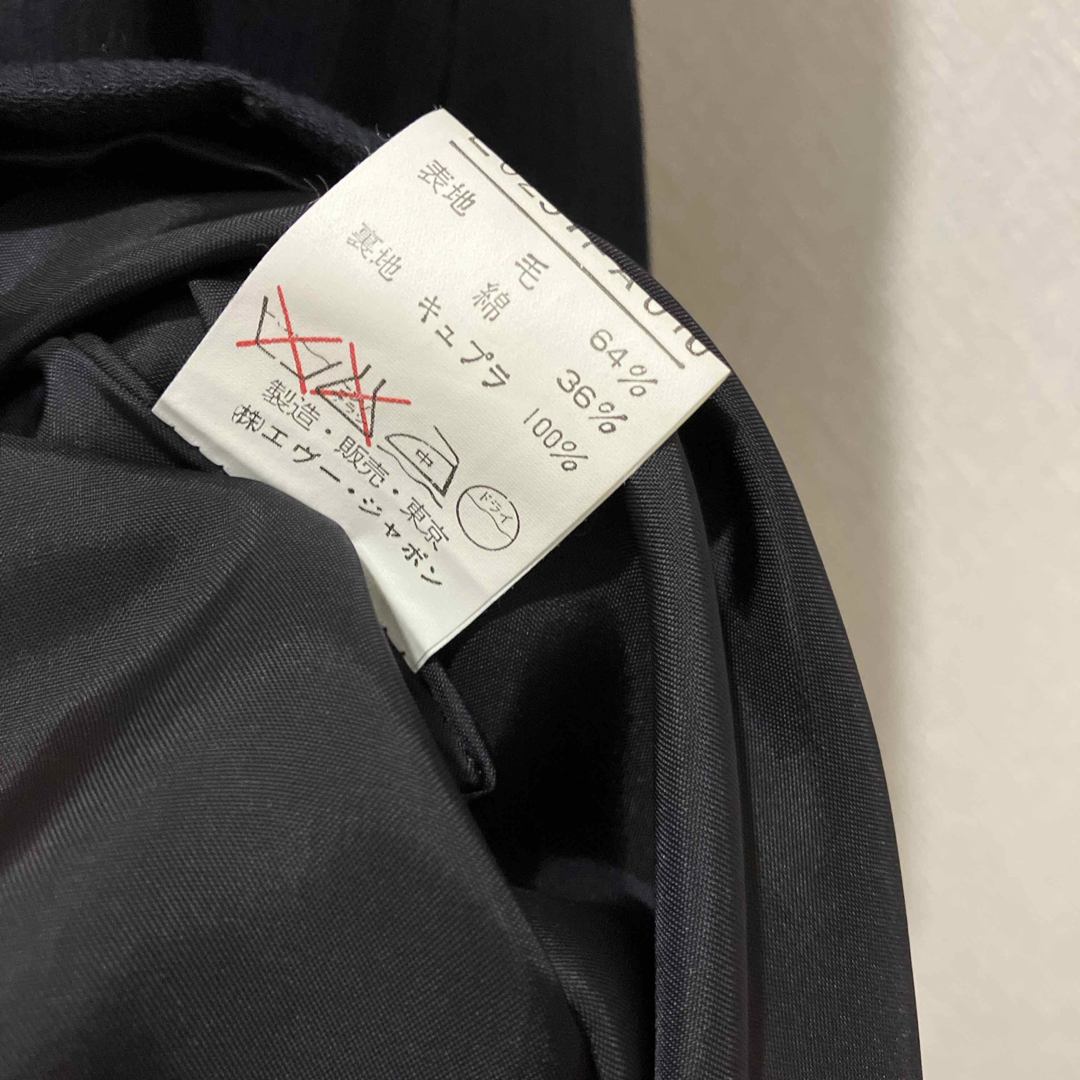 表地 毛 64%
綿 36%
裏地 キュプラ 100%
中
ドライ
製造・販売・東京
㈱エヴー・ジャポン